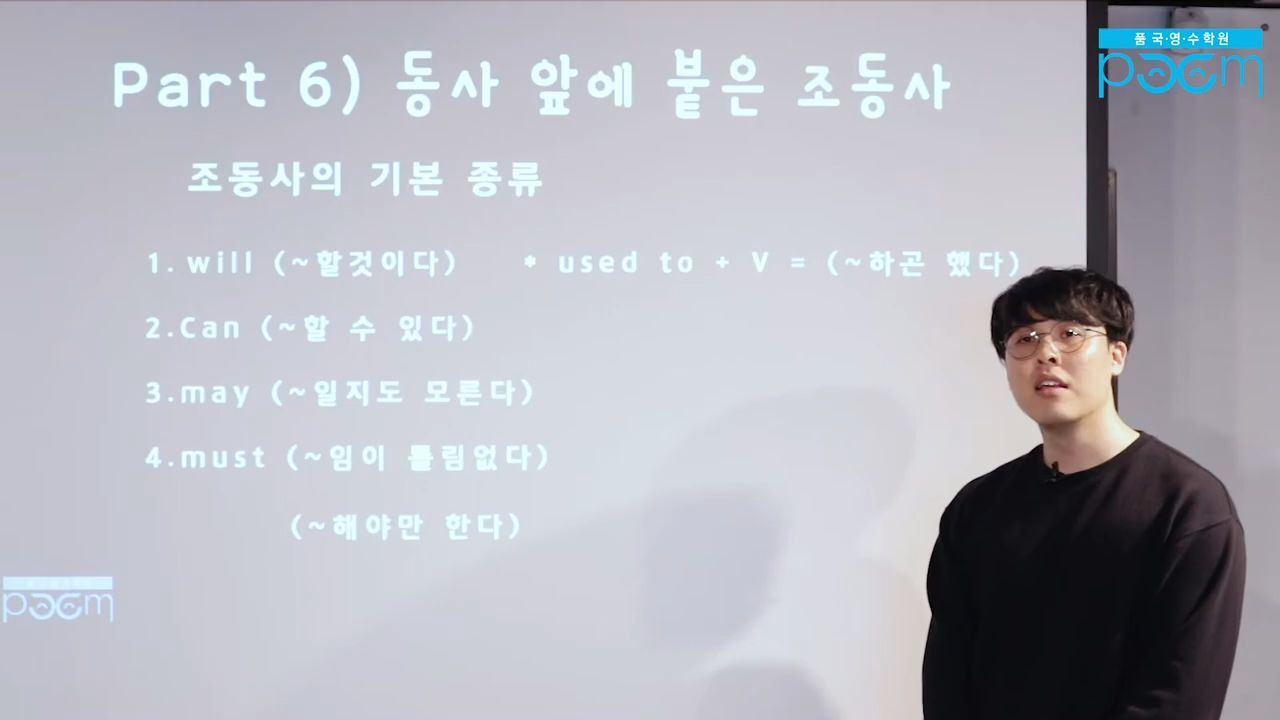 Part 6) 동사 앞에 붙은 조동사
조동사의 기본 종류
1. will (~할것이다) * used to + V = (~하곤 했다)
2.Can (~할 수 있다)
3.may (~일지도 모른다)
4.must (~임이 틀림없다)
(~해야만 한다)
품 국·영·수 학원
poem
poem